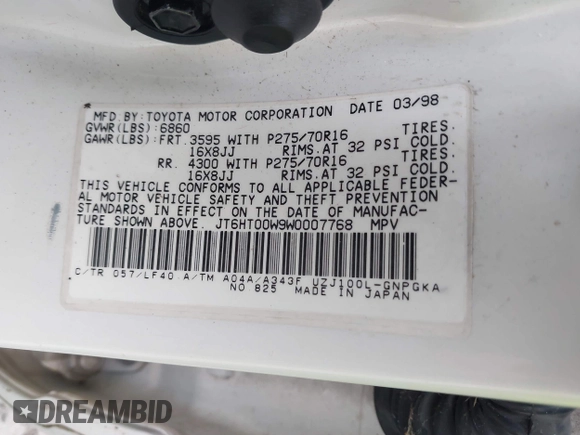 MFD.BY:TOYOTA MOTOR CORPORATION DATE 03/98
GVWR(LBS):6860
GAWR(LBS):FRT.3595 WITH P275/70R16 TIRES.
16X8JJ RIMS.AT 32 PSI COLD.
RR. 4300 WITH P275/70R16 TIRES.
16X8JJ RIMS.AT 32 PSI COLD.
THIS VEHICLE CONFORMS TO ALL APPLICABLE FEDER-
AL MOTOR VEHICLE SAFETY AND THEFT PREVENTION
STANDARDS IN EFFECT ON THE DATE OF MANUFAC-
TURE SHOWN ABOVE. JT6HT00W9W0007768 MPV
C/TR 057/LF40 A/TM A04A/A343F UZJ100L-GNPGKA
NO 825 MADE IN JAPAN
DREAMBID